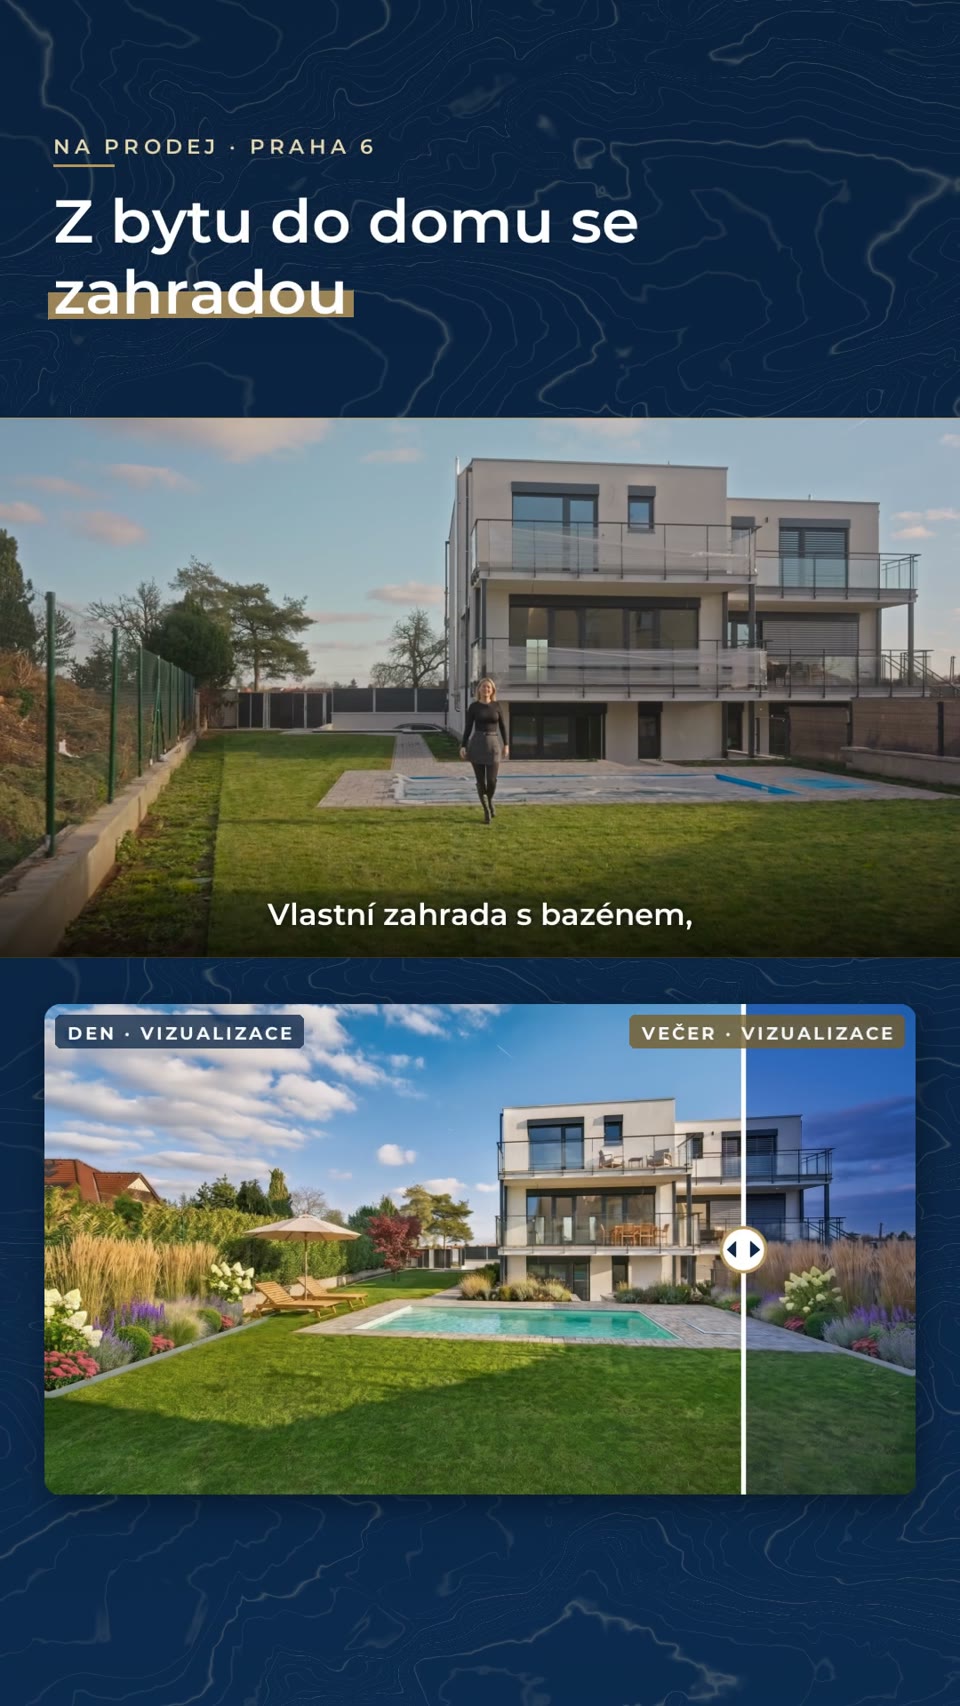 NA PRODEJ · PRAHA 6
Z bytu do domu se
zahradou
Vlastní zahrada s bazénem,
DEN · VIZUALIZACE
VEČER · VIZUALIZACE